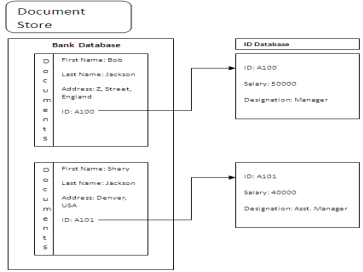 Document
Store
Bank Database
Documents
First Name: Bob
Last Name: Jackson
Address: Z, Street,
England
ID: A100
Documents
First Name: Shery
Last Name: Jackson
Address: Denver,
USA
ID: A101
ID Database
ID: A100
Salary: 50000
Designation: Manager
ID: A101
Salary: 40000
Designation: Asst. Manager